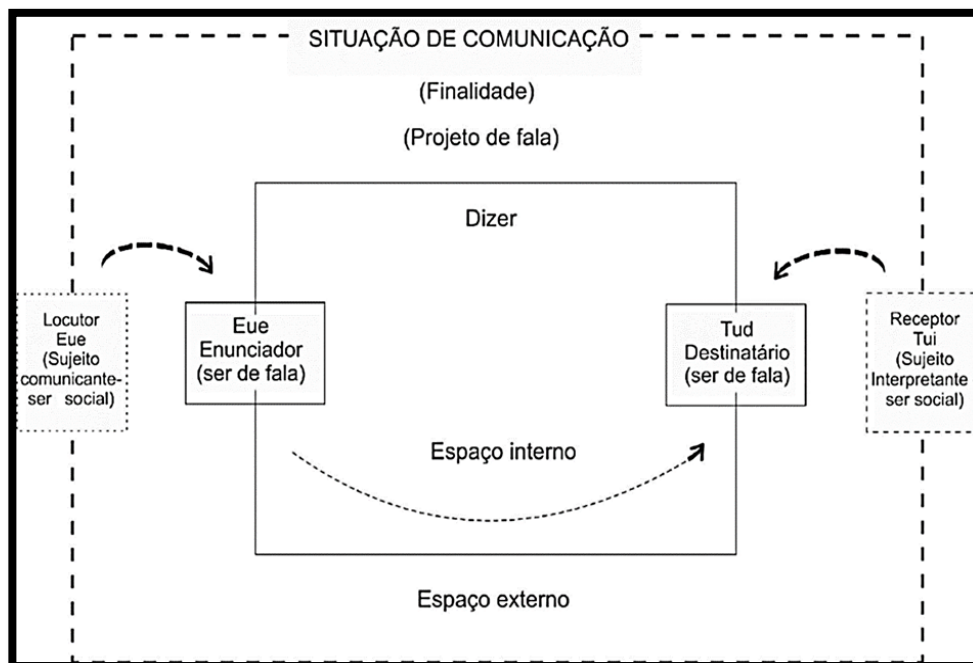 SITUAÇÃO DE COMUNICAÇÃO
(Finalidade)
(Projeto de fala)
Dizer
Locutor
Eue
(Sujeito
comunicante-
ser social)
Eue
Enunciador
(ser de fala)
Tud
Destinatário
(ser de fala)
Receptor
Tui
(Sujeito
Interpretante
ser social)
Espaço interno
Espaço externo